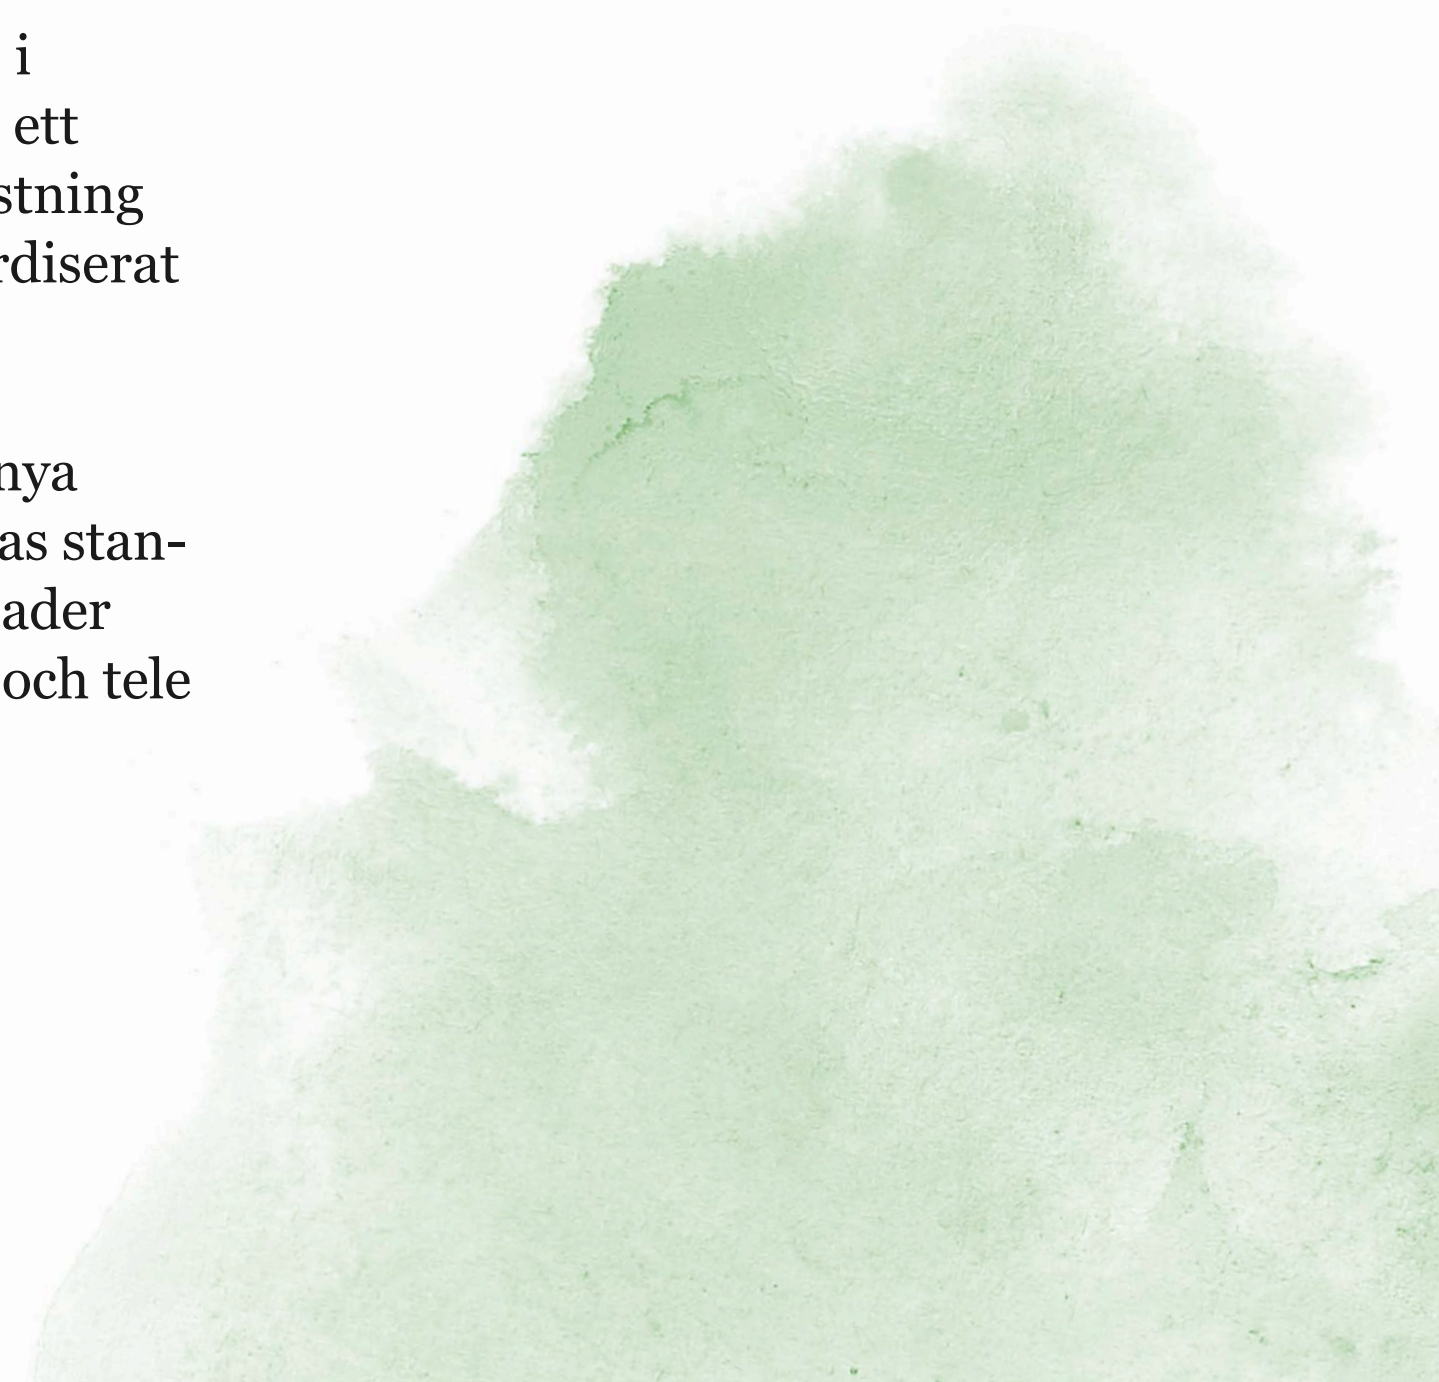 i
ett
stning
rdiserat
nya
as stan-
ader
och tele